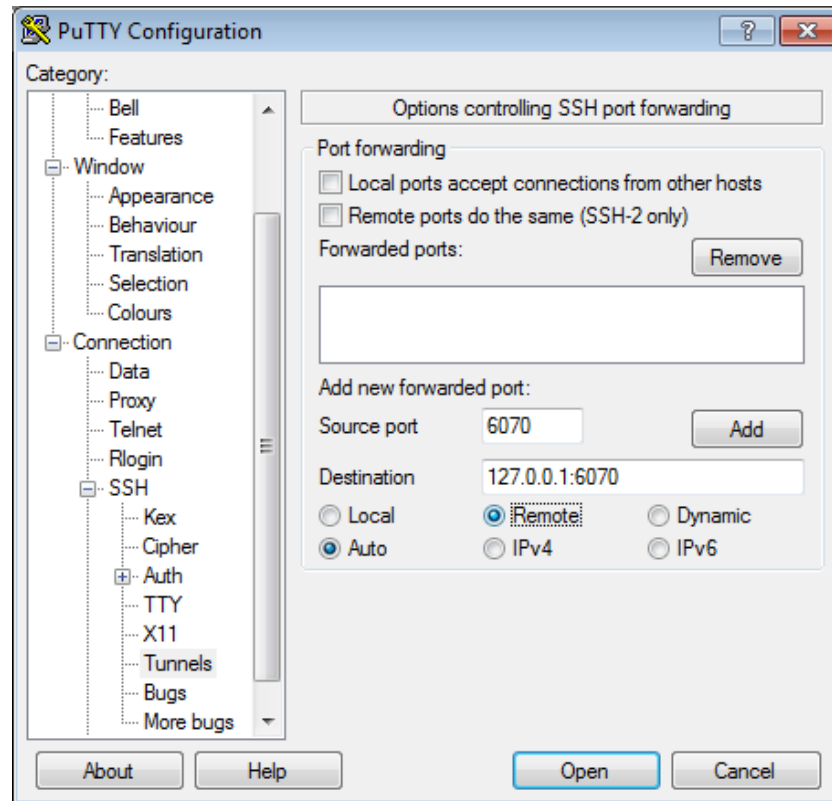 PuTTY Configuration
Category:
Bell
Features
Window
Appearance
Behaviour
Translation
Selection
Colours
Connection
Data
Proxy
Telnet
Rlogin
SSH
Kex
Cipher
Auth
TTY
X11
Tunnels
Bugs
More bugs
Options controlling SSH port forwarding
Port forwarding
Local ports accept connections from other hosts
Remote ports do the same (SSH-2 only)
Forwarded ports:
Remove
Add new forwarded port:
Source port 6070 Add
Destination 127.0.0.1:6070
Local Remote Dynamic
Auto IPv4 IPv6
About Help Open Cancel